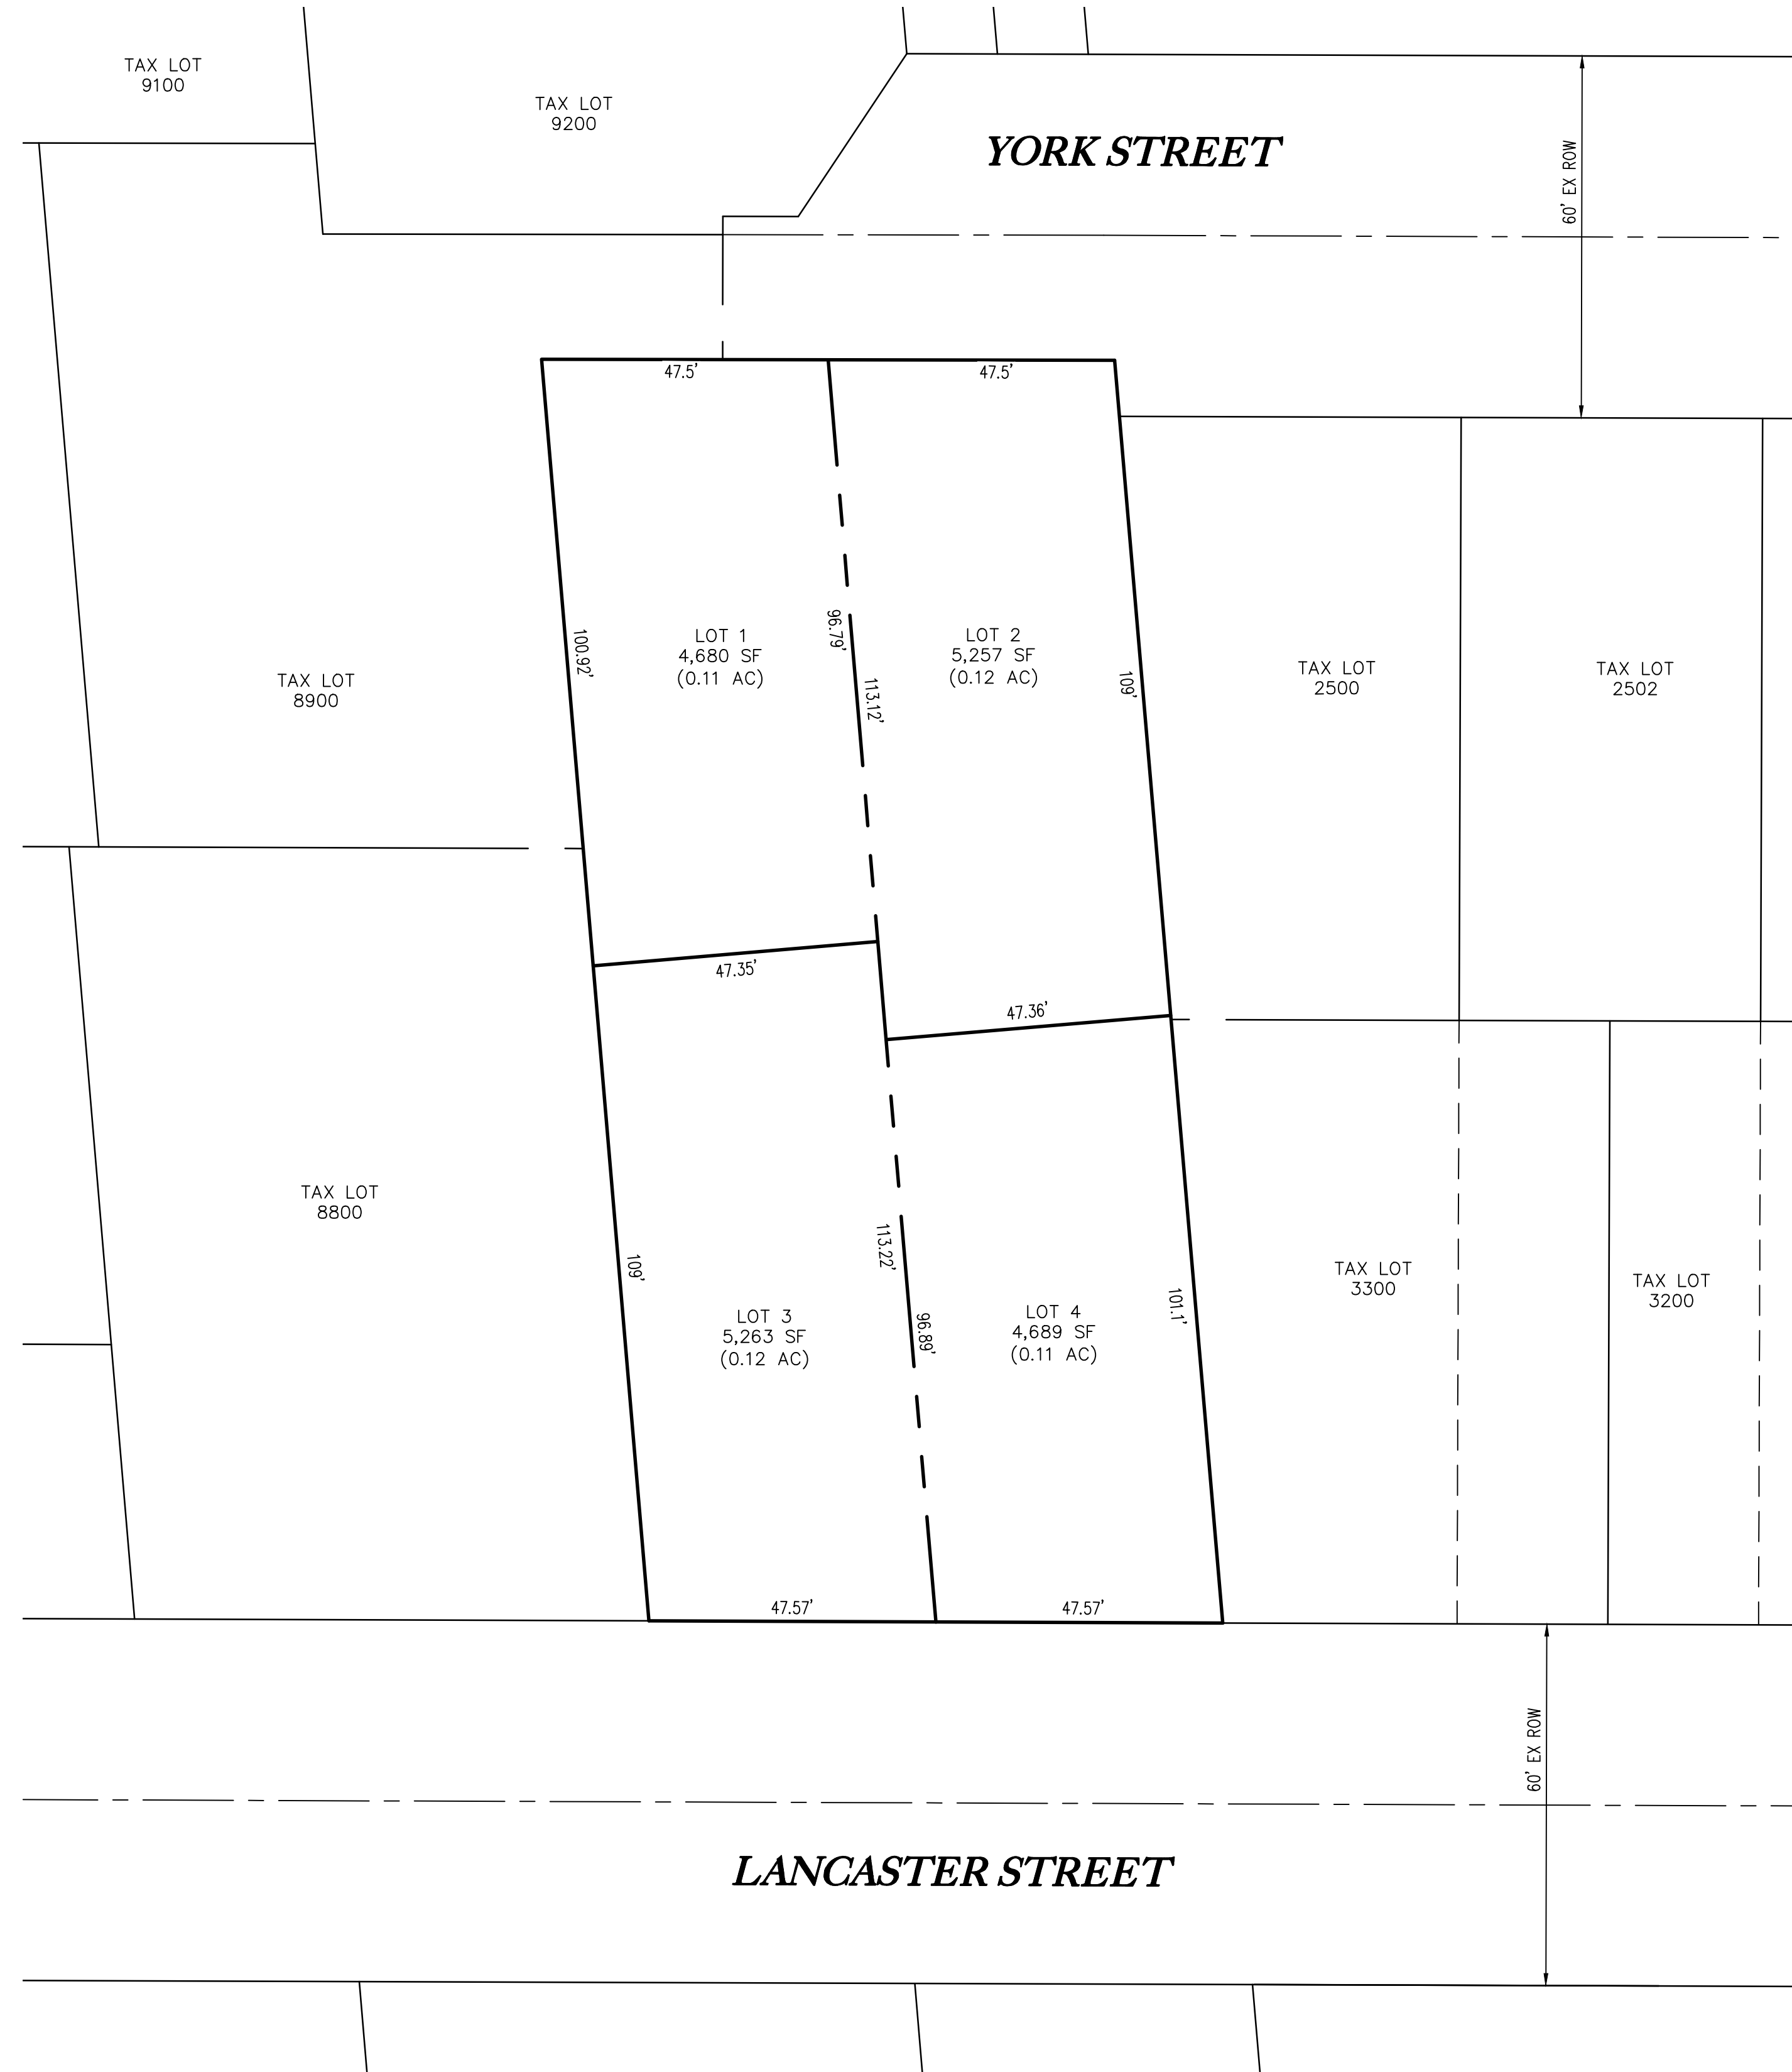 TAX LOT
9100
TAX LOT
9200
YORK STREET
60' EX ROW
47.5'
47.5'
100.92'
LOT 1
4,680 SF
(0.11 AC)
96.79'
113.12'
LOT 2
5,257 SF
(0.12 AC)
109'
TAX LOT
8900
TAX LOT
2500
TAX LOT
2502
47.35'
47.36'
TAX LOT
8800
109'
LOT 3
5,263 SF
(0.12 AC)
113.22'
96.89'
LOT 4
4,689 SF
(0.11 AC)
101.1'
TAX LOT
3300
TAX LOT
3200
47.57'
47.57'
60' EX ROW
LANCASTER STREET